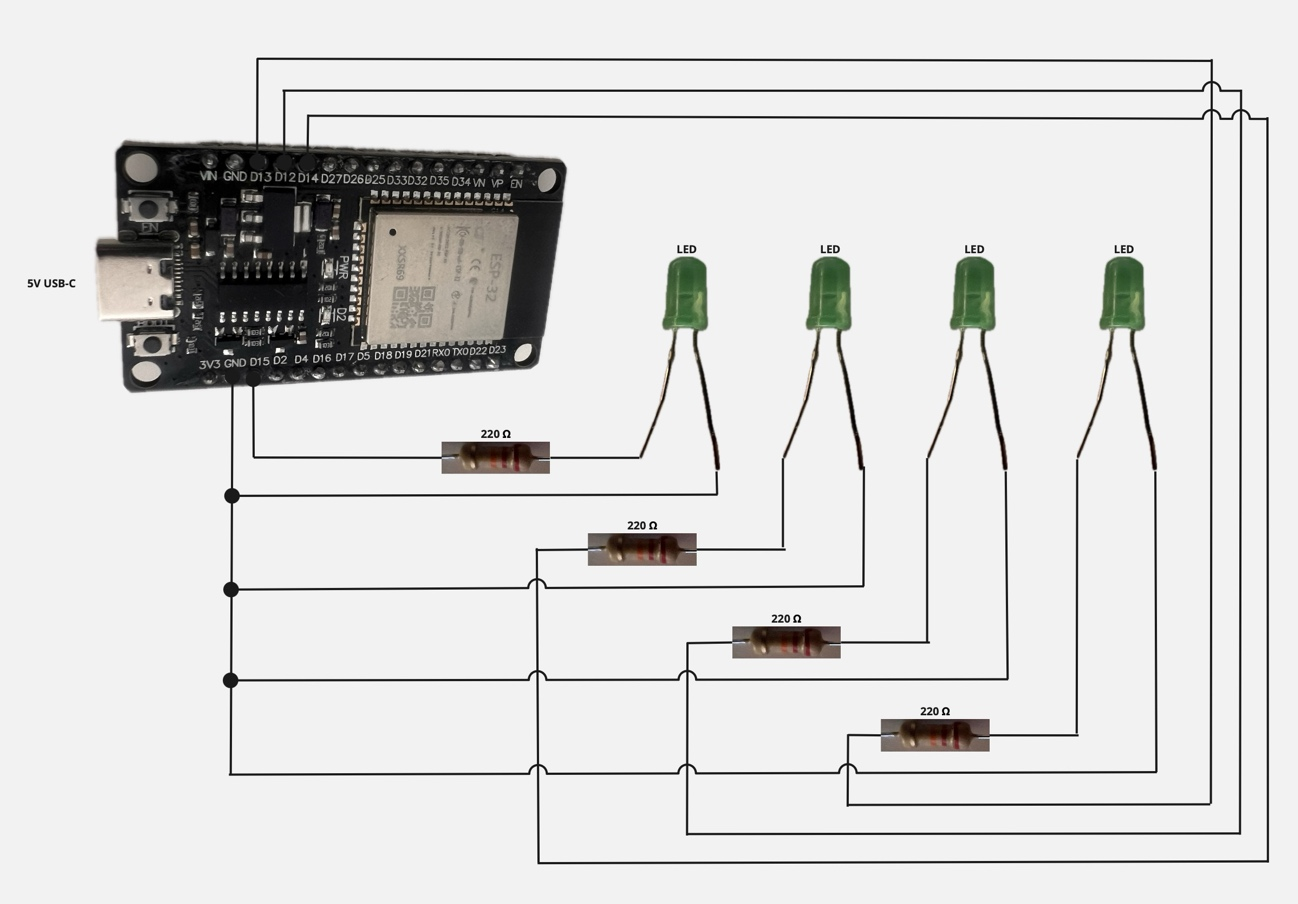 VIN GND D13 D12 D14 D27 D26 D25 D33 D32 D35 D34 VN VP EN
EN
LED
LED
LED
LED
5V USB-C
PWR
ESP-32
XX5R69
D2
3V3 GND D15 D2 D4 D16 D17 D5 D18 D19 D21 RX0 TX0 D22 D23
220 Ω
220 Ω
220 Ω
220 Ω